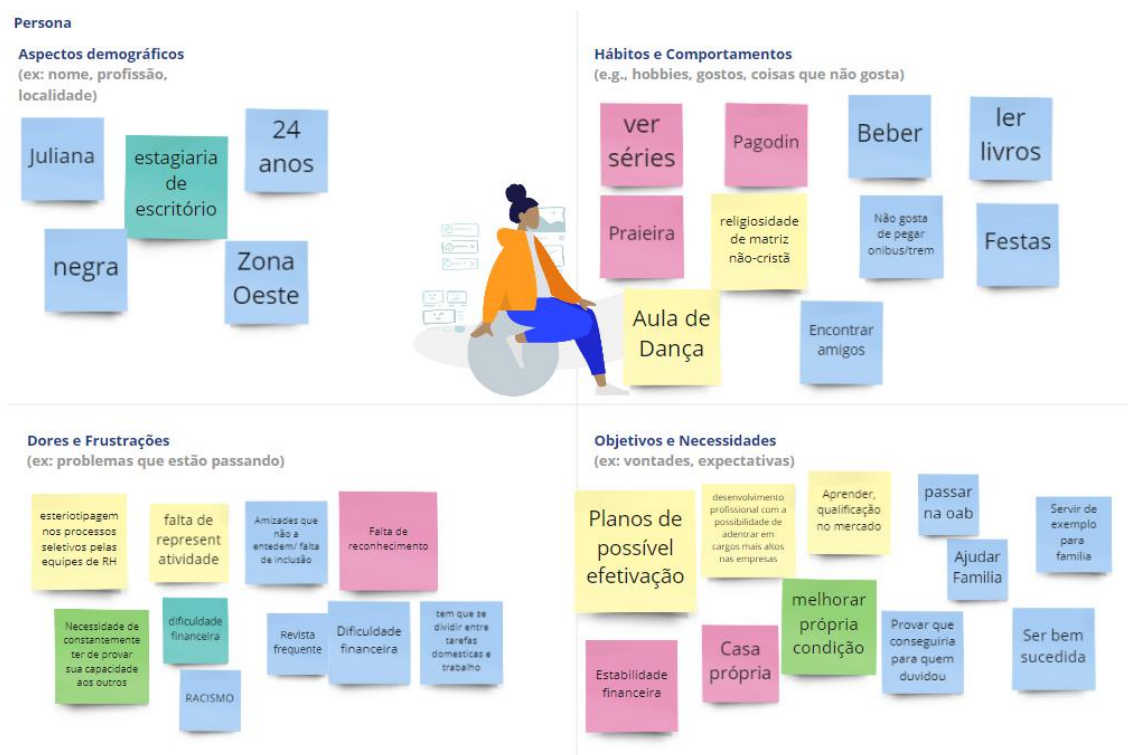 Persona
Aspectos demográficos
(ex: nome, profissão,
localidade)
Juliana
estagiaria
de
escritório
24
anos
negra
Zona
Oeste
Hábitos e Comportamentos
(e.g., hobbies, gostos, coisas que não gosta)
ver
séries
Pagodin
Beber
ler
livros
Praieira
religiosidade
de matriz
não-cristã
Não gosta
de pegar
onibus/trem
Festas
Aula de
Dança
Encontrar
amigos
Dores e Frustrações
(ex: problemas que estão passando)
esteriotipagem
nos processos
seletivos pelas
equipes de RH
falta de
represent
atividade
Amizades que
não a
entedem/ falta
de inclusão
Falta de
reconhecimento
Necessidade de
constantemente
ter de provar
sua capacidade
aos outros
dificuldade
financeira
RACISMO
Revista
frequente
Dificuldade
financeira
tem que se
dividir entre
tarefas
domesticas e
trabalho
Objetivos e Necessidades
(ex: vontades, expectativas)
Planos de
possível
efetivação
desenvolvimento
profissional com a
possibilidade de
adentrar em
cargos mais altos
nas empresas
Aprender,
qualificação
no mercado
passar
na oab
Ajudar
Familia
Servir de
exemplo
para
familia
Estabilidade
financeira
Casa
própria
melhorar
própria
condição
Provar que
conseguiria
para quem
duvidou
Ser bem
sucedida